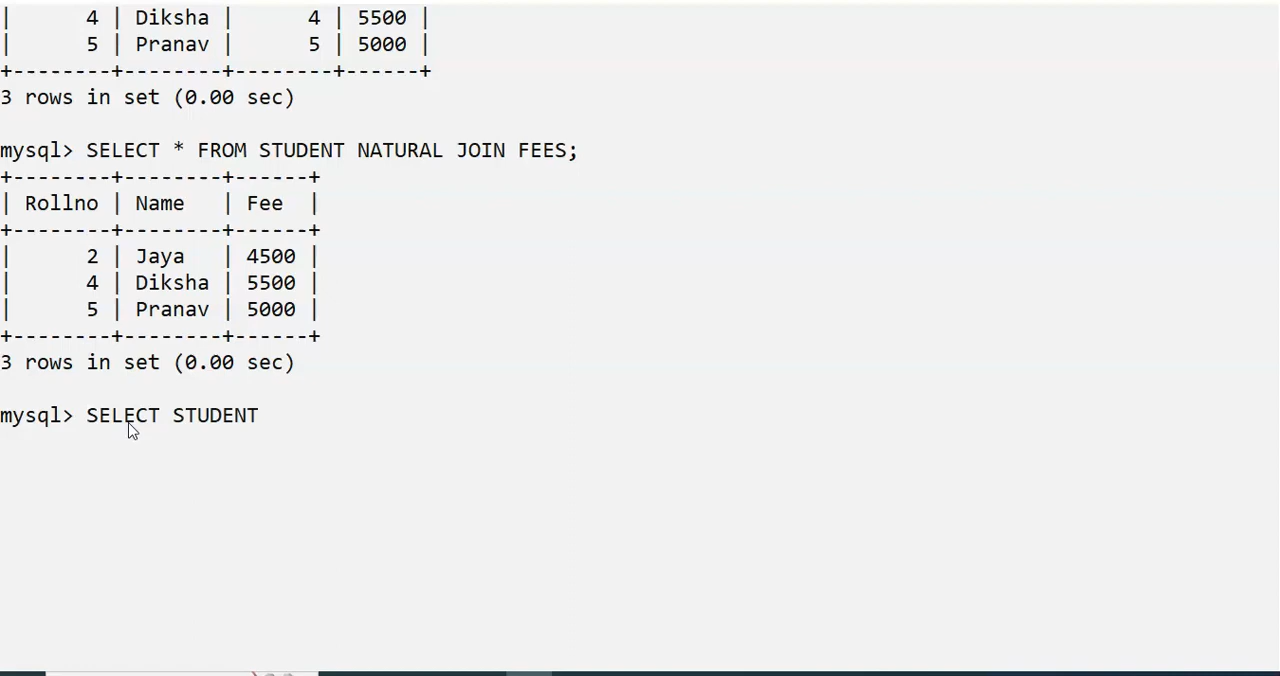 |       4 | Diksha |       4 | 5500 |
|       5 | Pranav |       5 | 5000 |
+--------+--------+--------+------+
3 rows in set (0.00 sec)
mysql> SELECT * FROM STUDENT NATURAL JOIN FEES;
+--------+--------+------+
| Rollno | Name   | Fee  |
+--------+--------+------+
|      2 | Jaya   | 4500 |
|      4 | Diksha | 5500 |
|      5 | Pranav | 5000 |
+--------+--------+------+
3 rows in set (0.00 sec)
mysql> SELECT STUDENT